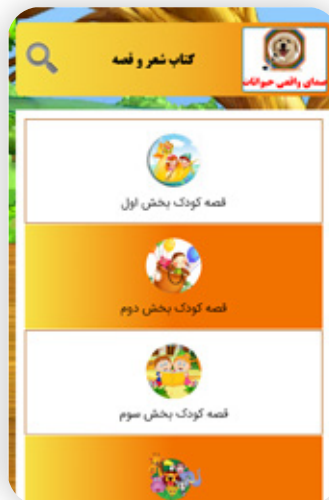 کتاب شعر و قصه
صدای واقعی حیوانات
قصه کودک بخش اول
قصه کودک بخش دوم
قصه کودک بخش سوم